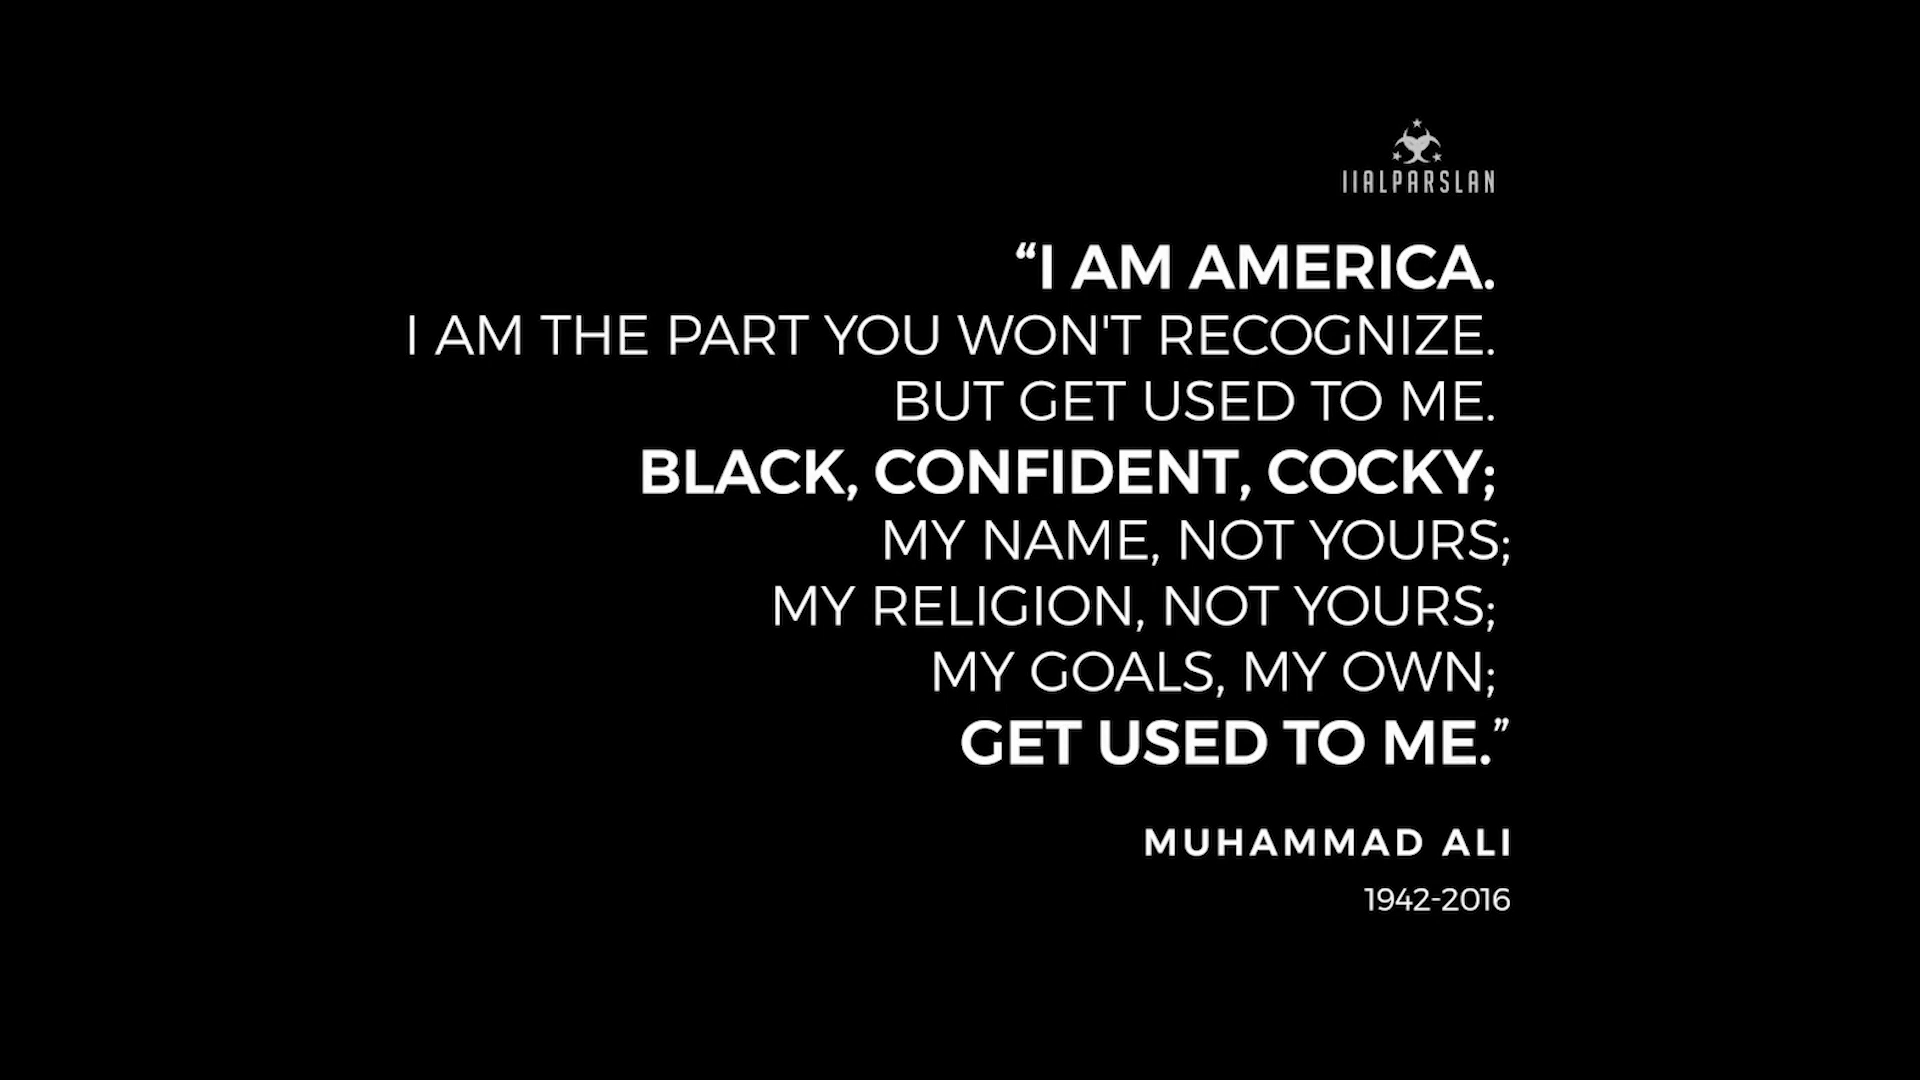 IIALPARSLAN
“I AM AMERICA.
I AM THE PART YOU WON'T RECOGNIZE.
BUT GET USED TO ME.
BLACK, CONFIDENT, COCKY;
MY NAME, NOT YOURS;
MY RELIGION, NOT YOURS;
MY GOALS, MY OWN;
GET USED TO ME.”
MUHAMMAD ALI
1942-2016